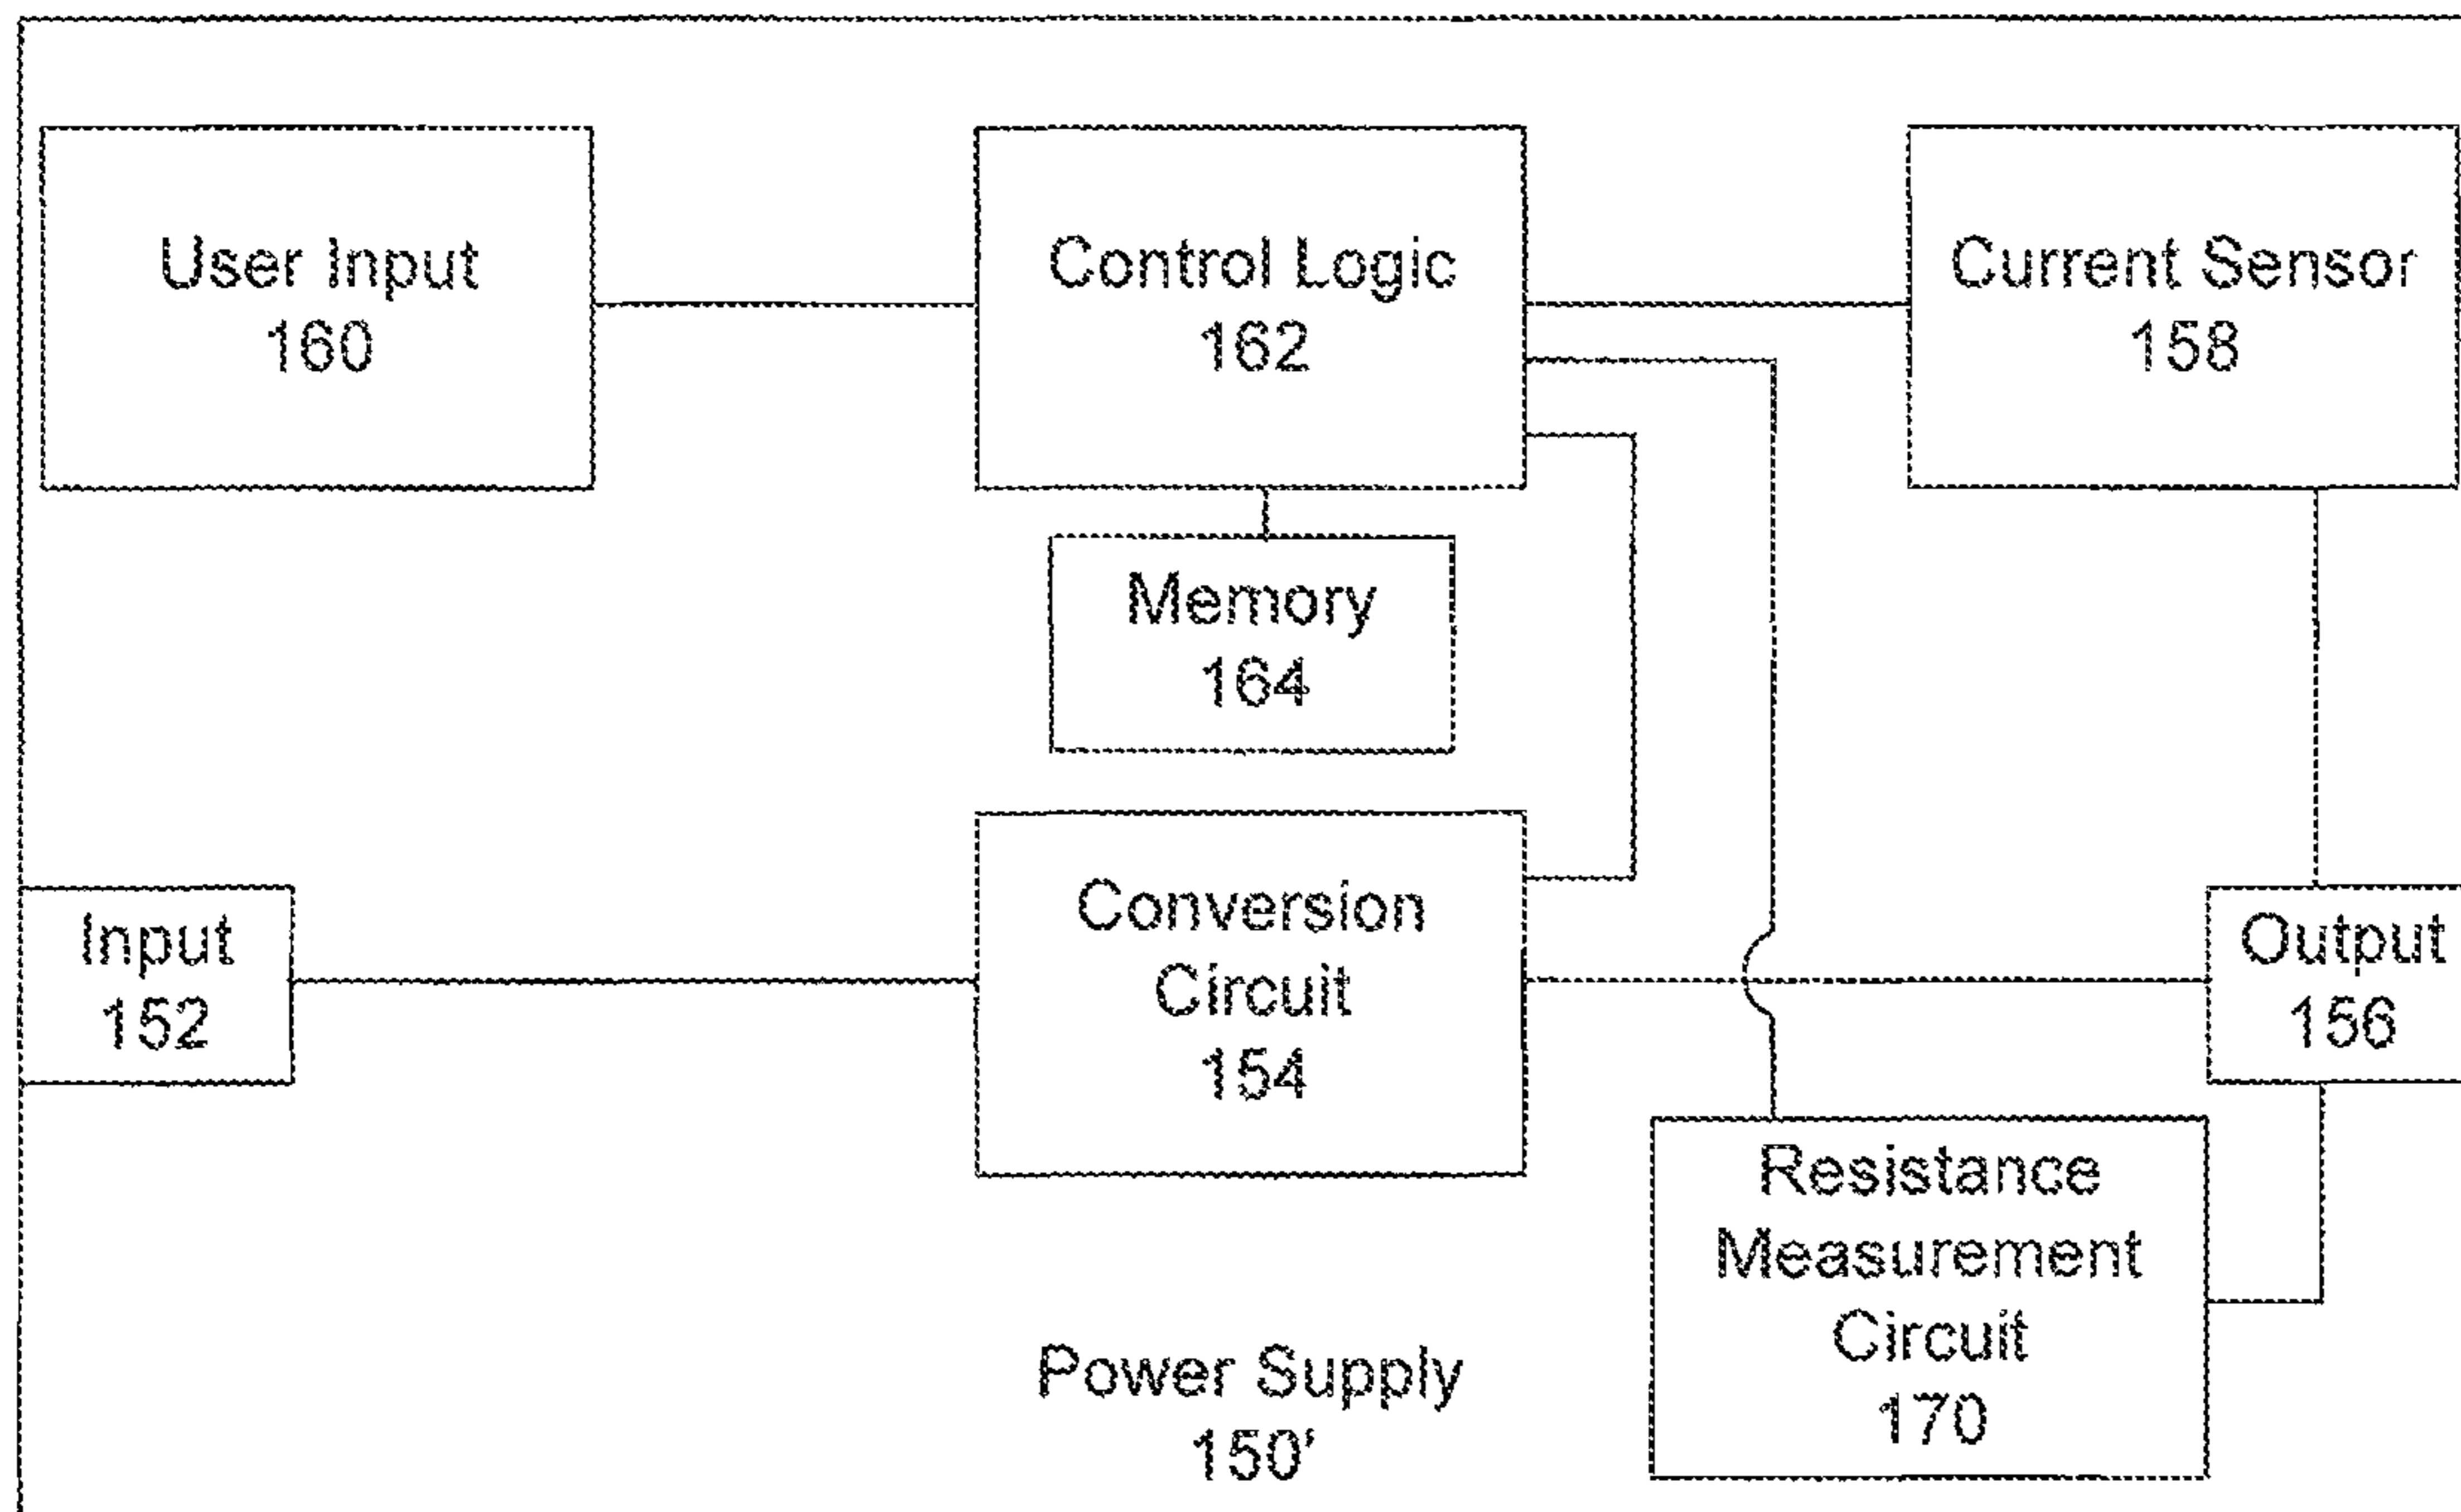 User Input
160
Control Logic
162
Current Sensor
158
Memory
164
Input
152
Conversion
Circuit
154
Output
156
Resistance
Measurement
Circuit
170
Power Supply
150'